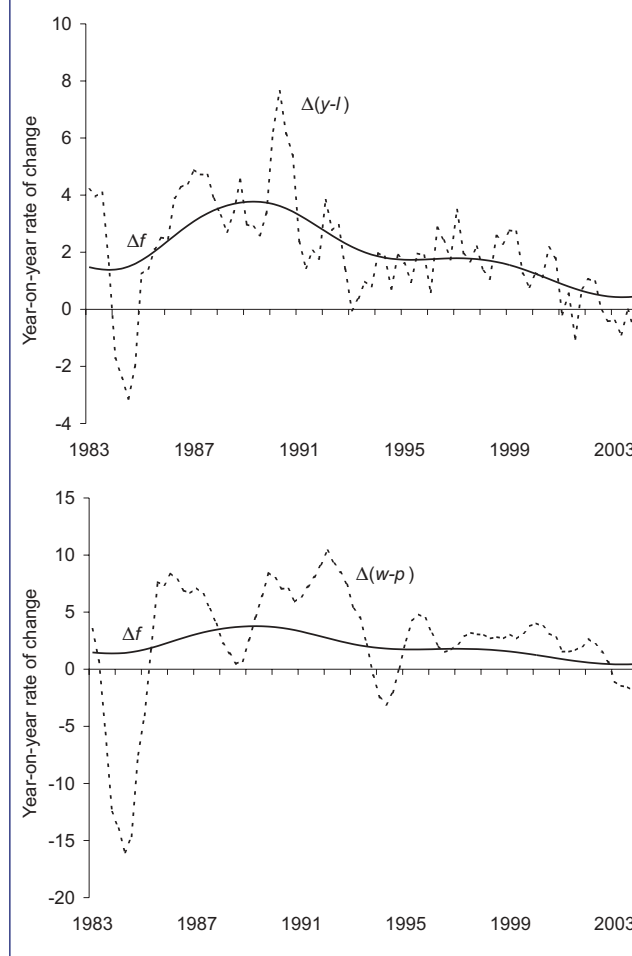 Year-on-year rate of change
10
8
6
4
2
0
-2
-4
Δ(y-l)
Δf
1983 1987 1991 1995 1999 2003
Year-on-year rate of change
15
10
5
0
-5
-10
-15
-20
Δ(w-p)
Δf
1983 1987 1991 1995 1999 2003